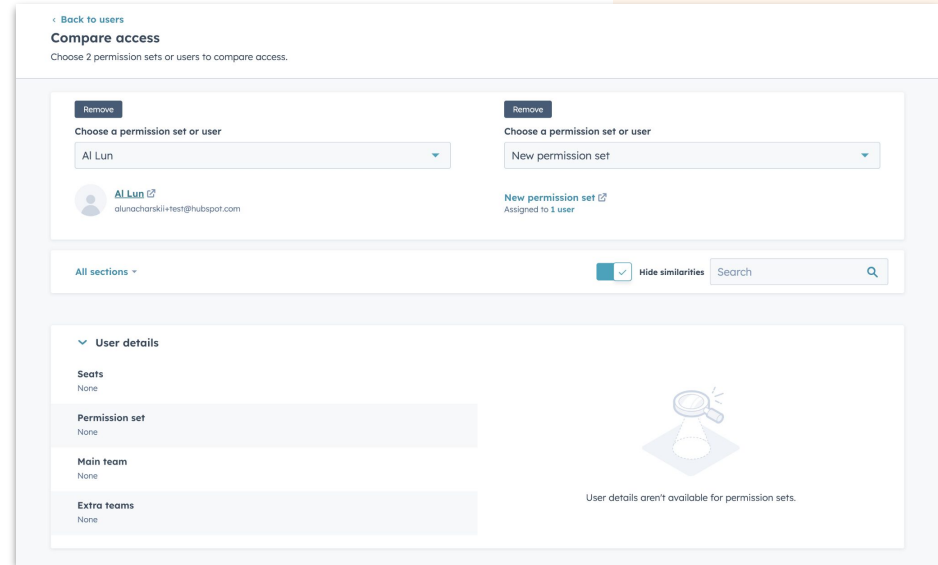 ‹ Back to users
Compare access
Choose 2 permission sets or users to compare access.
Remove
Choose a permission set or user
Al Lun
Al Lun
alunacharskii+test@hubspot.com
Remove
Choose a permission set or user
New permission set
New permission set
Assigned to 1 user
All sections
Hide similarities
Search
User details
Seats
None
Permission set
None
Main team
None
Extra teams
None
User details aren't available for permission sets.